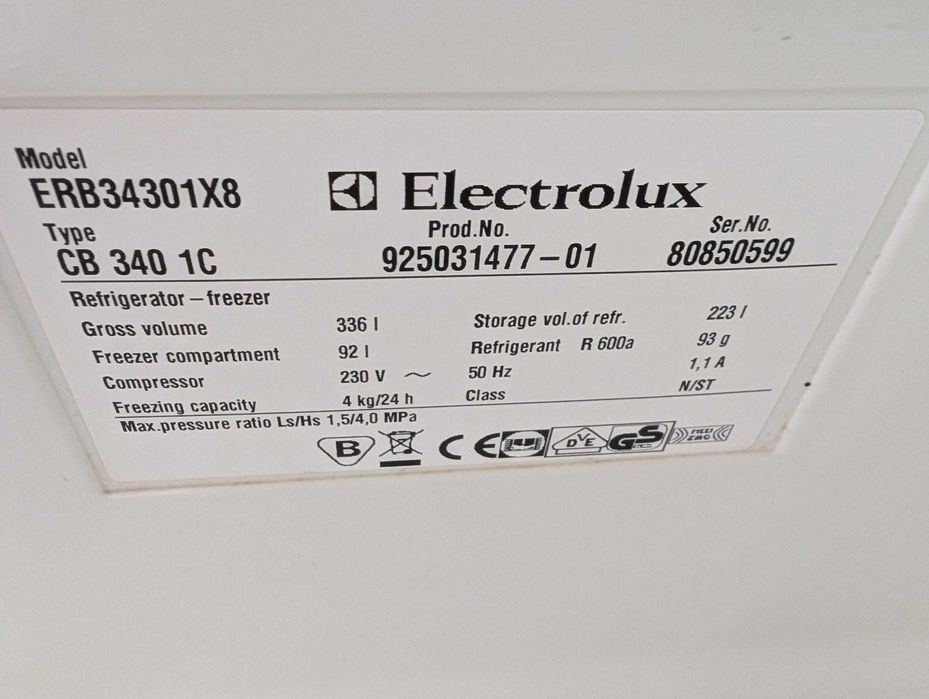 Model
ERB34301X8
Electrolux
Type
CB 340 1C
Prod.No.
925031477-01
Ser.No.
80850599
Refrigerator-freezer
Gross volume 336 l
Freezer compartment 92 l
Compressor 230 V ~
Freezing capacity 4 kg/24 h
Storage vol.of refr. 223 l
Refrigerant R 600a 93 g
50 Hz 1,1 A
Class N/ST
Max.pressure ratio Ls/Hs 1,5/4,0 MPa
B CE DVE GS